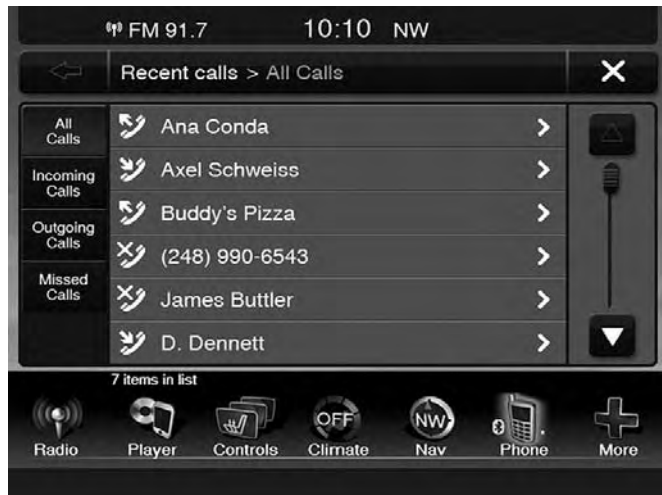 FM 91.7 10:10 NW
Recent calls > All Calls
All
Calls
Incoming
Calls
Outgoing
Calls
Missed
Calls
Ana Conda
Axel Schweiss
Buddy's Pizza
(248) 990-6543
James Buttler
D. Dennett
7 items in list
OFF NW
Radio Player Controls Climate Nav Phone More